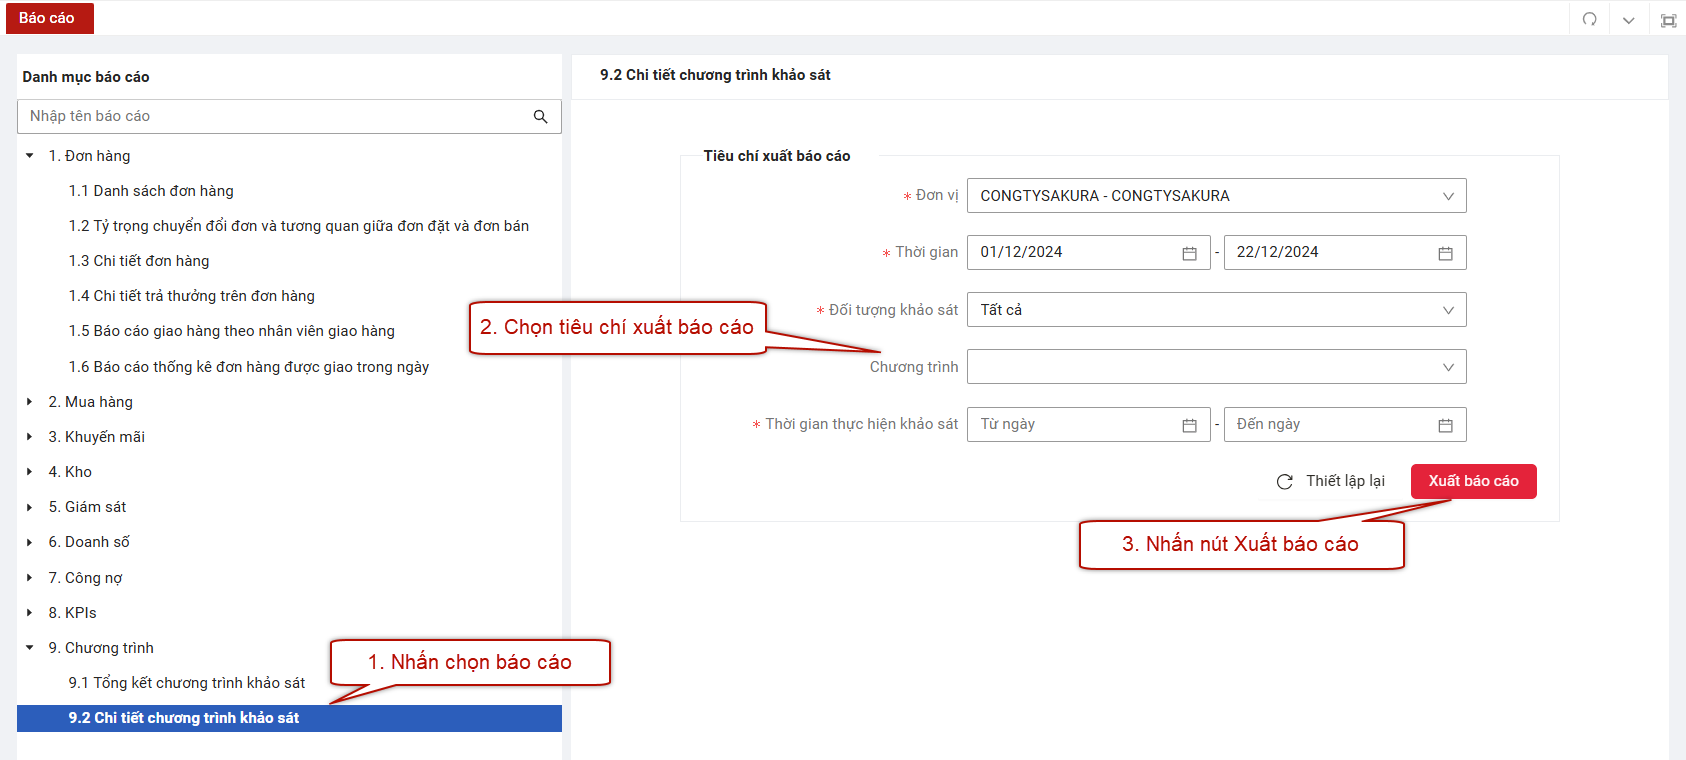 Báo cáo
Danh mục báo cáo
Nhập tên báo cáo
1. Đơn hàng
1.1 Danh sách đơn hàng
1.2 Tỷ trọng chuyển đổi đơn và tương quan giữa đơn đặt và đơn bán
1.3 Chi tiết đơn hàng
1.4 Chi tiết trả thưởng trên đơn hàng
1.5 Báo cáo giao hàng theo nhân viên giao hàng
1.6 Báo cáo thống kê đơn hàng được giao trong ngày
2. Mua hàng
3. Khuyến mãi
4. Kho
5. Giám sát
6. Doanh số
7. Công nợ
8. KPIs
9. Chương trình
9.1 Tổng kết chương trình khảo sát
9.2 Chi tiết chương trình khảo sát
1. Nhấn chọn báo cáo
9.2 Chi tiết chương trình khảo sát
Tiêu chí xuất báo cáo
* Đơn vị CONGTYSAKURA - CONGTYSAKURA
* Thời gian 01/12/2024 - 22/12/2024
* Đối tượng khảo sát Tất cả
2. Chọn tiêu chí xuất báo cáo
Chương trình
* Thời gian thực hiện khảo sát Từ ngày - Đến ngày
Thiết lập lại Xuất báo cáo
3. Nhấn nút Xuất báo cáo